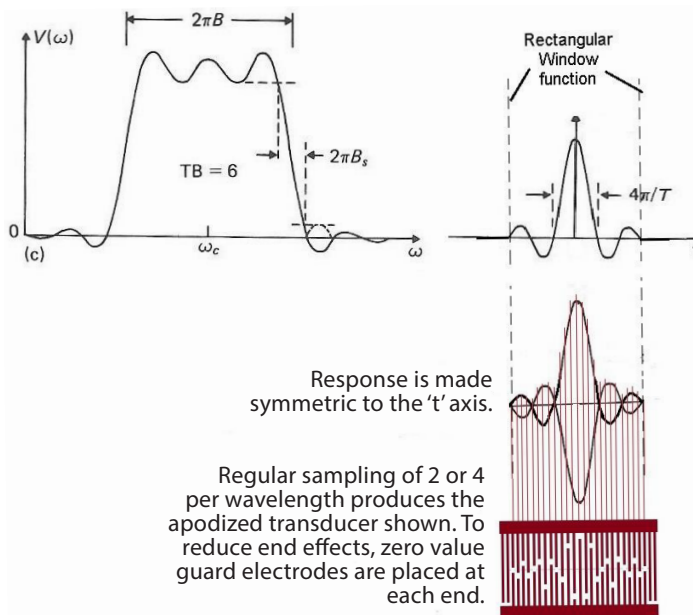 2πB
V(ω)
TB = 6
2πBₛ
0
(c)
ω꜀
ω
Rectangular
Window
function
4π/T
Response is made
symmetric to the ‘t’ axis.
Regular sampling of 2 or 4
per wavelength produces the
apodized transducer shown. To
reduce end effects, zero value
guard electrodes are placed at
each end.